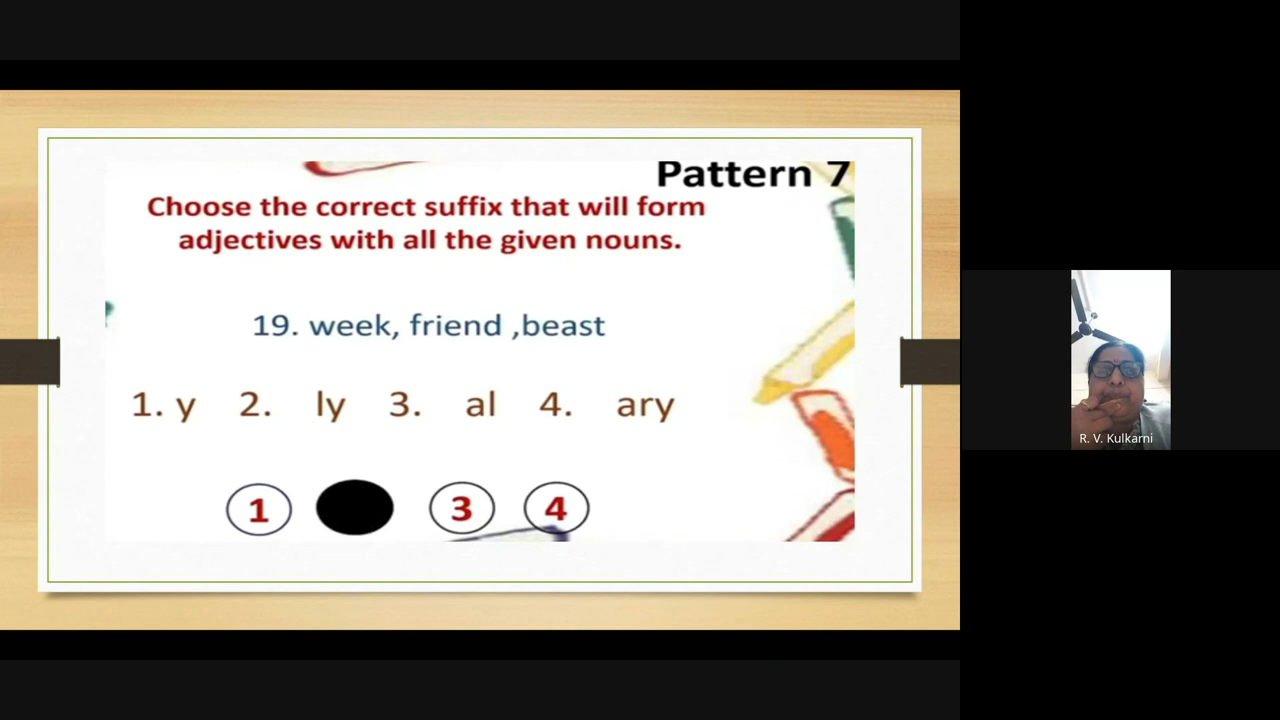 Pattern 7
Choose the correct suffix that will form
adjectives with all the given nouns.
19. week, friend ,beast
1. y 2. ly 3. al 4. ary
1 3 4
R. V. Kulkarni